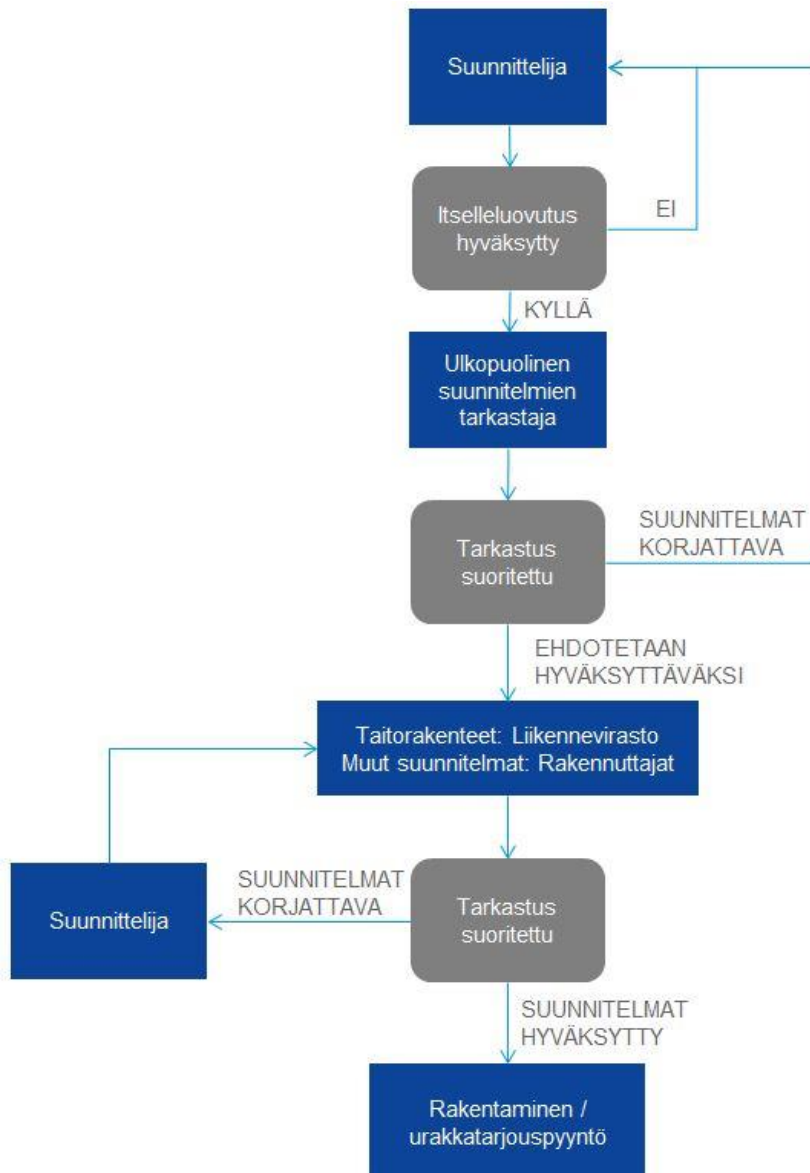 Suunnittelija
Itselleluovutus
hyväksytty
EI
KYLLÄ
Ulkopuolinen
suunnitelmien
tarkastaja
Tarkastus
suoritettu
SUUNNITELMAT
KORJATTAVA
EHDOTETAAN
HYVÄKSYTTÄVÄKSI
Taitorakenteet: Liikennevirasto
Muut suunnitelmat: Rakennuttajat
Suunnittelija
SUUNNITELMAT
KORJATTAVA
Tarkastus
suoritettu
SUUNNITELMAT
HYVÄKSYTTY
Rakentaminen /
urakkatarjouspyyntö